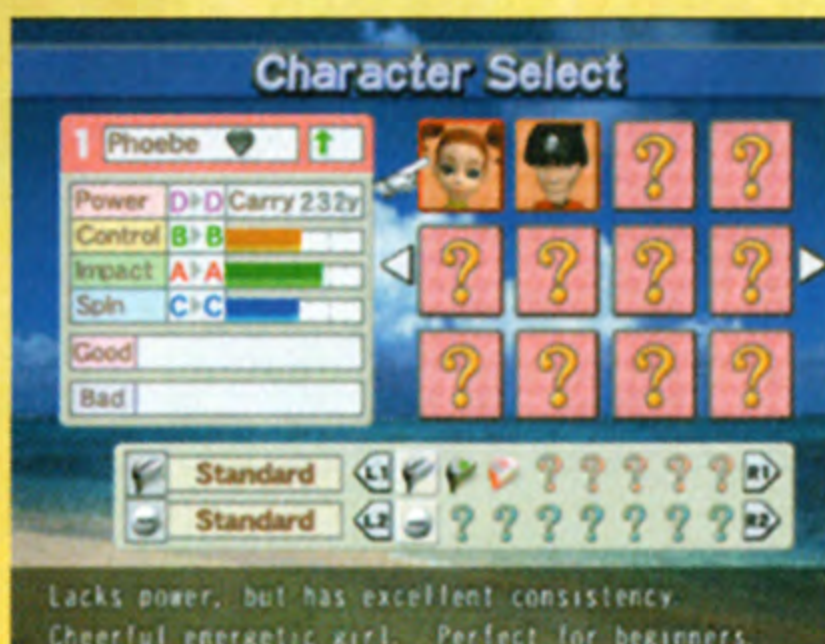 Character Select
1 Phoebe
Power D D Carry 232y
Control B B
Impact A A
Spin C C
Good
Bad
? ?
? ? ? ?
? ? ? ?
Standard L1 ? ? ? ? ? R1
Standard L2 ? ? ? ? ? ? ? R2
Lacks power, but has excellent consistency.
Cheerful energetic girl. Perfect for beginners.